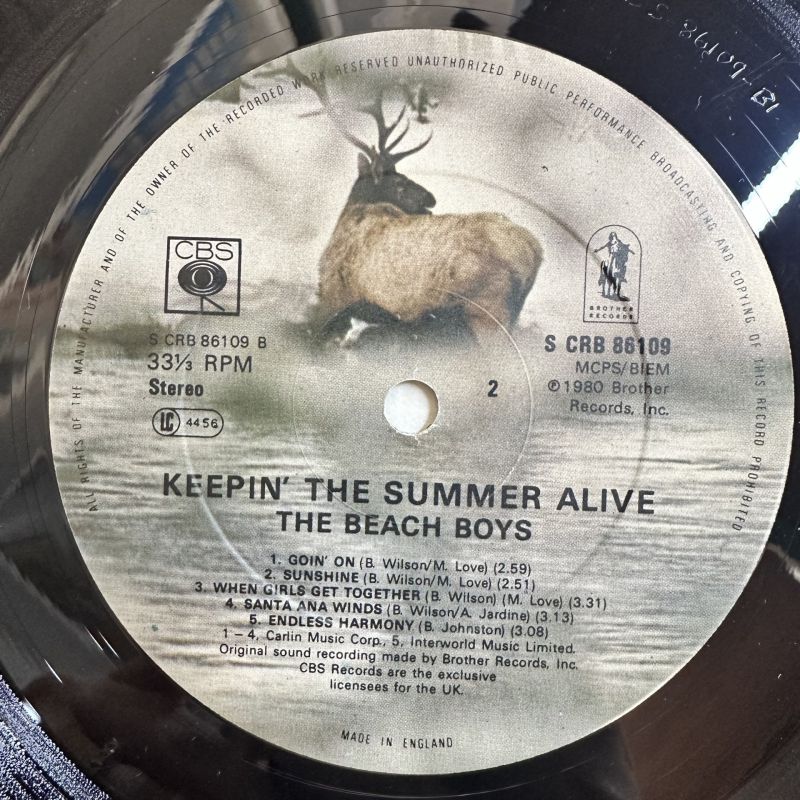 S 86109-B1
ALL RIGHTS OF THE MANUFACTURER AND OF THE OWNER OF THE RECORDED WORK RESERVED UNAUTHORIZED PUBLIC PERFORMANCE BROADCASTING AND COPYING OF THIS RECORD PROHIBITED
CBS
BROTHER
RECORDS
S CRB 86109 B
33⅓ RPM
Stereo
LC 4456
2
S CRB 86109
MCPS/BIEM
℗ 1980 Brother
Records, Inc.
KEEPIN' THE SUMMER ALIVE
THE BEACH BOYS
1. GOIN' ON (B. Wilson/M. Love) (2.59)
2. SUNSHINE (B. Wilson/M. Love) (2.51)
3. WHEN GIRLS GET TOGETHER (B. Wilson) (M. Love) (3.31)
4. SANTA ANA WINDS (B. Wilson/A. Jardine) (3.13)
5. ENDLESS HARMONY (B. Johnston) (3.08)
1 – 4, Carlin Music Corp., 5, Interworld Music Limited.
Original sound recording made by Brother Records, Inc.
CBS Records are the exclusive
licensees for the UK.
MADE IN ENGLAND